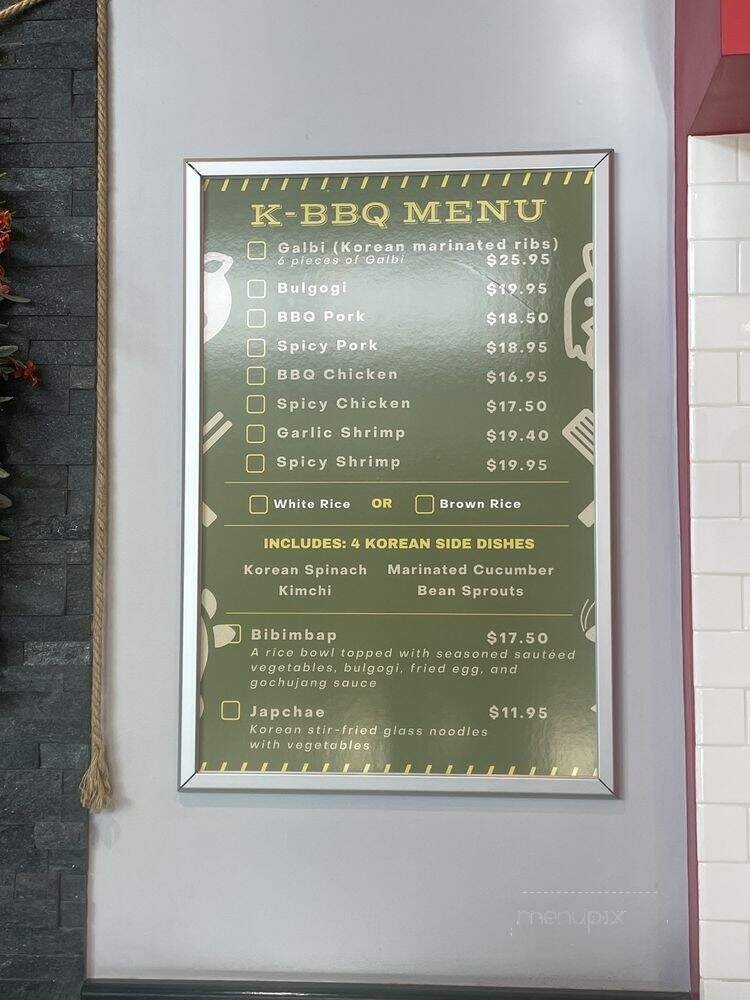 K-BBQ MENU
Galbi (Korean marinated ribs)
6 pieces of Galbi $25.95
Bulgogi $19.95
BBQ Pork $18.50
Spicy Pork $18.95
BBQ Chicken $16.95
Spicy Chicken $17.50
Garlic Shrimp $19.40
Spicy Shrimp $19.95
White Rice OR Brown Rice
INCLUDES: 4 KOREAN SIDE DISHES
Korean Spinach Marinated Cucumber
Kimchi Bean Sprouts
Bibimbap $17.50
A rice bowl topped with seasoned sautéed
vegetables, bulgogi, fried egg, and
gochujang sauce
Japchae $11.95
Korean stir-fried glass noodles
with vegetables
menupix